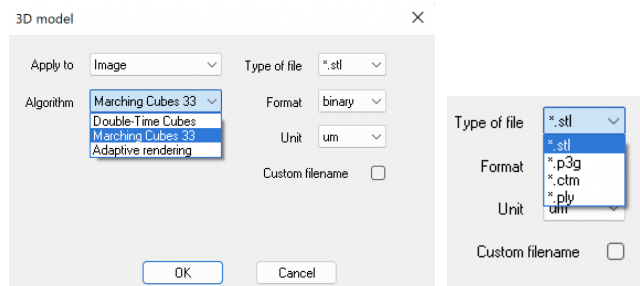 3D model
Apply to Image
Type of file *.stl
Algorithm Marching Cubes 33
Double-Time Cubes
Marching Cubes 33
Adaptive rendering
Format binary
Unit um
Custom filename
OK Cancel
Type of file *.stl
*.stl
*.p3g
*.ctm
*.ply
Format
Unit um
Custom filename